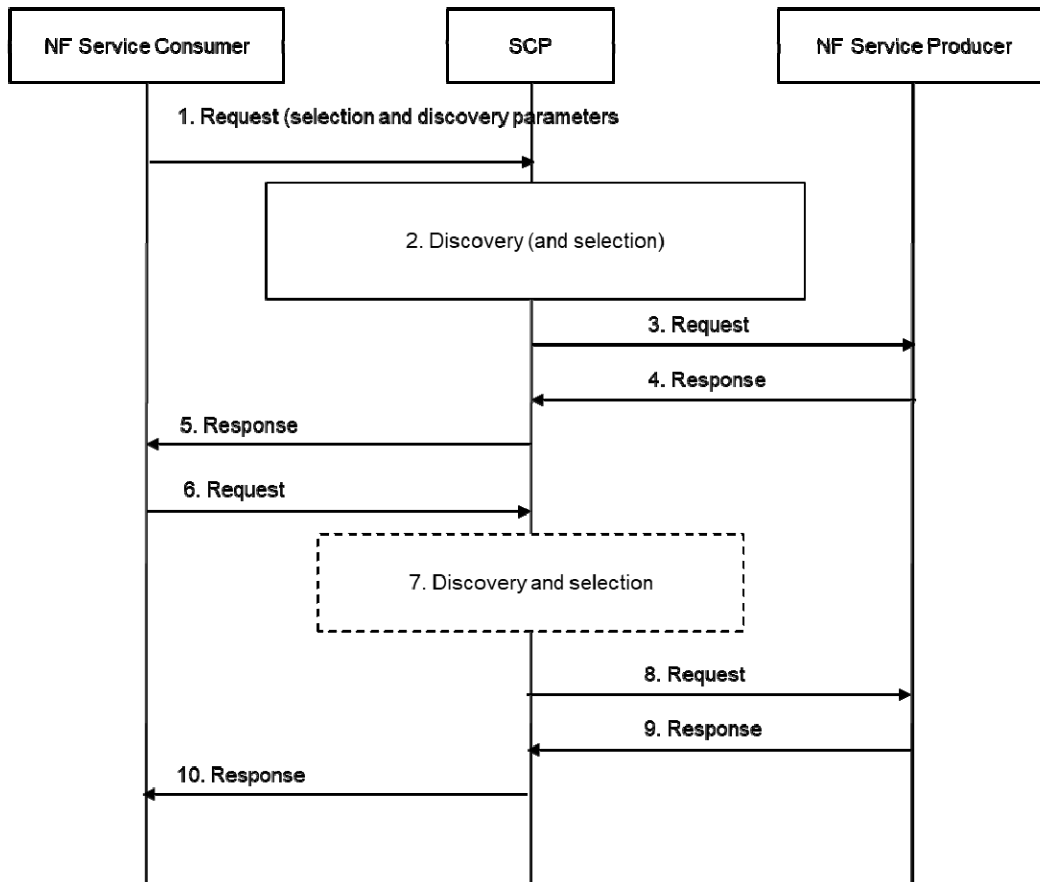 NF Service Consumer
SCP
NF Service Producer
1. Request (selection and discovery parameters
2. Discovery (and selection)
3. Request
4. Response
5. Response
6. Request
7. Discovery and selection
8. Request
9. Response
10. Response